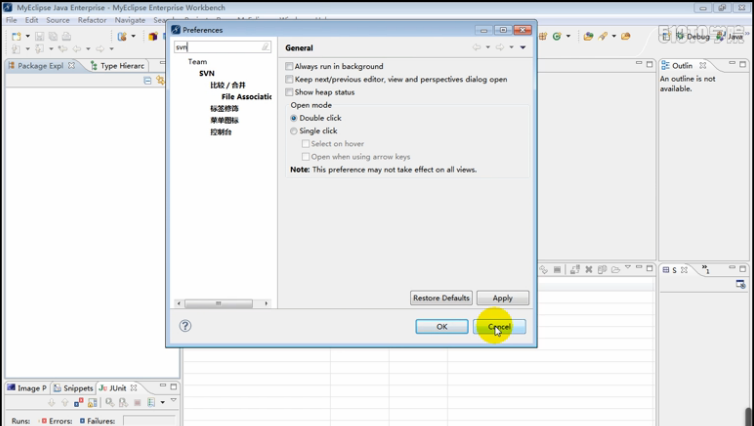 MyEclipse Java Enterprise - MyEclipse Enterprise Workbench
File Edit Source Refactor Navigate
Debug Java
Package Expl Type Hierarc
Outlin
An outline is not
available.
Preferences
svn
Team
SVN
比较 / 合并
File Associatio
标签修饰
菜单图标
控制台
General
Always run in background
Keep next/previous editor, view and perspectives dialog open
Show heap status
Open mode
Double click
Single click
Select on hover
Open when using arrow keys
Note: This preference may not take effect on all views.
Restore Defaults Apply
OK Cancel
S
Image P Snippets JUnit
Runs: Errors: Failures: